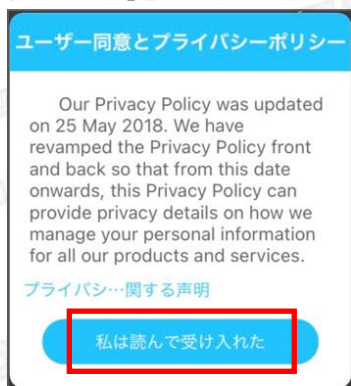 ユーザー同意とプライバシーポリシー
Our Privacy Policy was updated
on 25 May 2018. We have
revamped the Privacy Policy front
and back so that from this date
onwards, this Privacy Policy can
provide privacy details on how we
manage your personal information
for all our products and services.
プライバシ…関する声明
私は読んで受け入れた